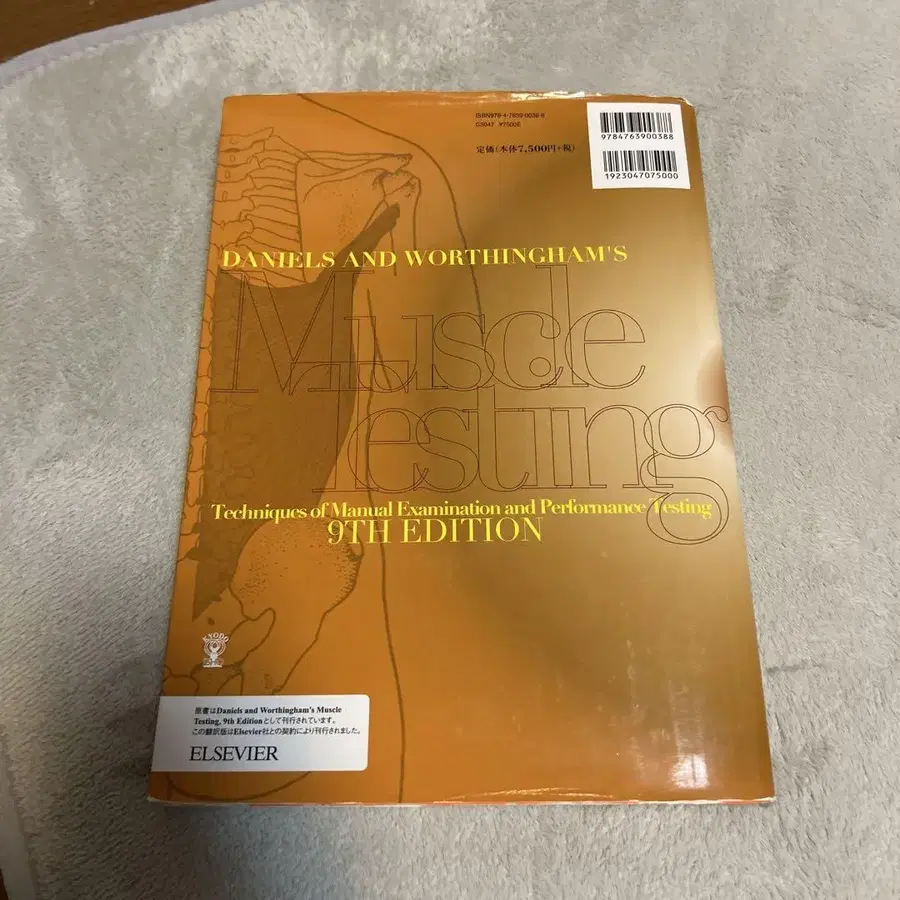 ISBN978-4-7639-0038-8
C3047 ¥7500E
定価(本体7,500円+税)
9784763900388
1923047075000
DANIELS AND WORTHINGHAM'S
Muscle
Testing
Techniques of Manual Examination and Performance Testing
9TH EDITION
KYODO
原書はDaniels and Worthingham's Muscle
Testing, 9th Editionとして刊行されています。
この翻訳版はElsevier社との契約により刊行されました。
ELSEVIER